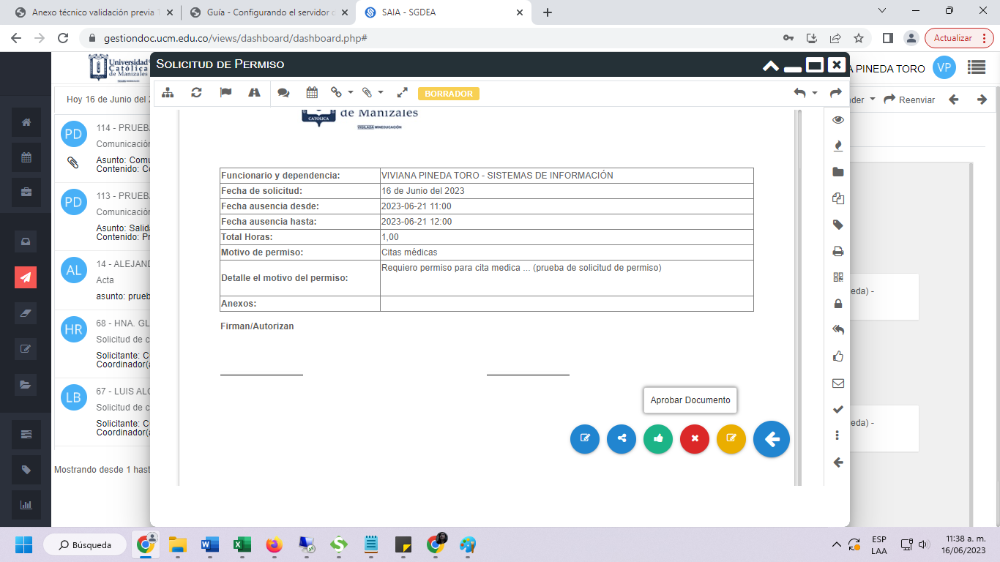 Anexo técnico validación previa 1
Guía - Configurando el servidor d
SAIA - SGDEA
gestiondoc.ucm.edu.co/views/dashboard/dashboard.php#
Actualizar
Universidad
Católica
de Manizales
SOLICITUD DE PERMISO
A PINEDA TORO
VP
Hoy 16 de Junio del 2
BORRADOR
der
Reenviar
PD
114 - PRUEBA
Comunicación
Asunto: Comu
Contenido: Co
PD
113 - PRUEBA
Comunicación
Asunto: Salida
Contenido: Pr
AL
14 - ALEJAND
Acta
asunto: prueb
HR
68 - HNA. GL
Solicitud de c
Solicitante: C
Coordinador(a
LB
67 - LUIS ALC
Solicitud de c
Solicitante: C
Coordinador(a
Mostrando desde 1 hast
CATÓLICA
de Manizales
VIGILADA MINEDUCACIÓN
Funcionario y dependencia: VIVIANA PINEDA TORO - SISTEMAS DE INFORMACIÓN
Fecha de solicitud: 16 de Junio del 2023
Fecha ausencia desde: 2023-06-21 11:00
Fecha ausencia hasta: 2023-06-21 12:00
Total Horas: 1,00
Motivo de permiso: Citas médicas
Detalle el motivo del permiso: Requiero permiso para cita medica ... (prueba de solicitud de permiso)
Anexos:
Firman/Autorizan
Aprobar Documento
eda) -
eda) -
Búsqueda
ESP
LAA
11:38 a. m.
16/06/2023